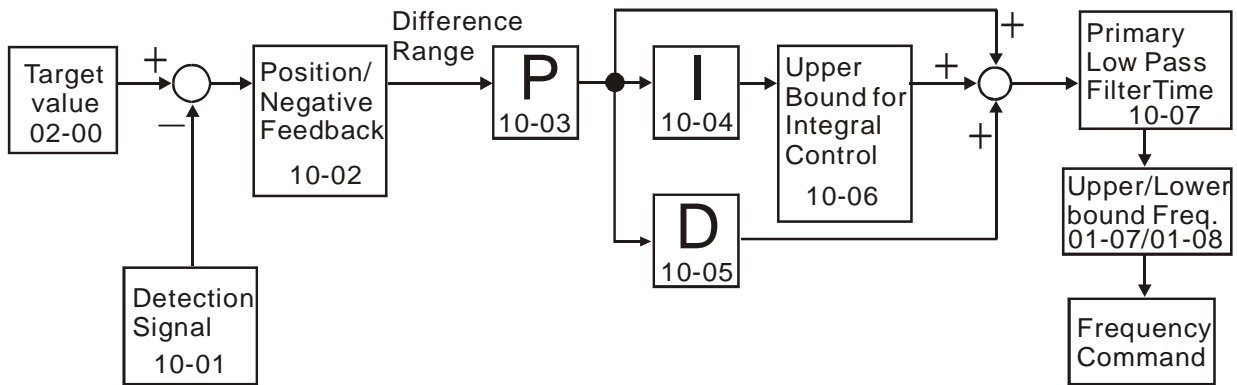 Target
value
02-00
+
−
Detection
Signal
10-01
Position/
Negative
Feedback
10-02
Difference
Range
P
10-03
I
10-04
D
10-05
Upper
Bound for
Integral
Control
10-06
+
+
+
Primary
Low Pass
FilterTime
10-07
Upper/Lower
bound Freq.
01-07/01-08
Frequency
Command